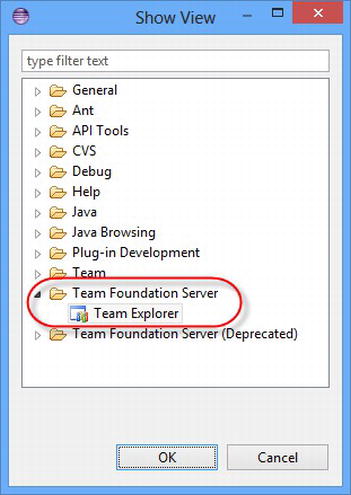 Show View
type filter text
General
Ant
API Tools
CVS
Debug
Help
Java
Java Browsing
Plug-in Development
Team
Team Foundation Server
Team Explorer
Team Foundation Server (Deprecated)
OK
Cancel